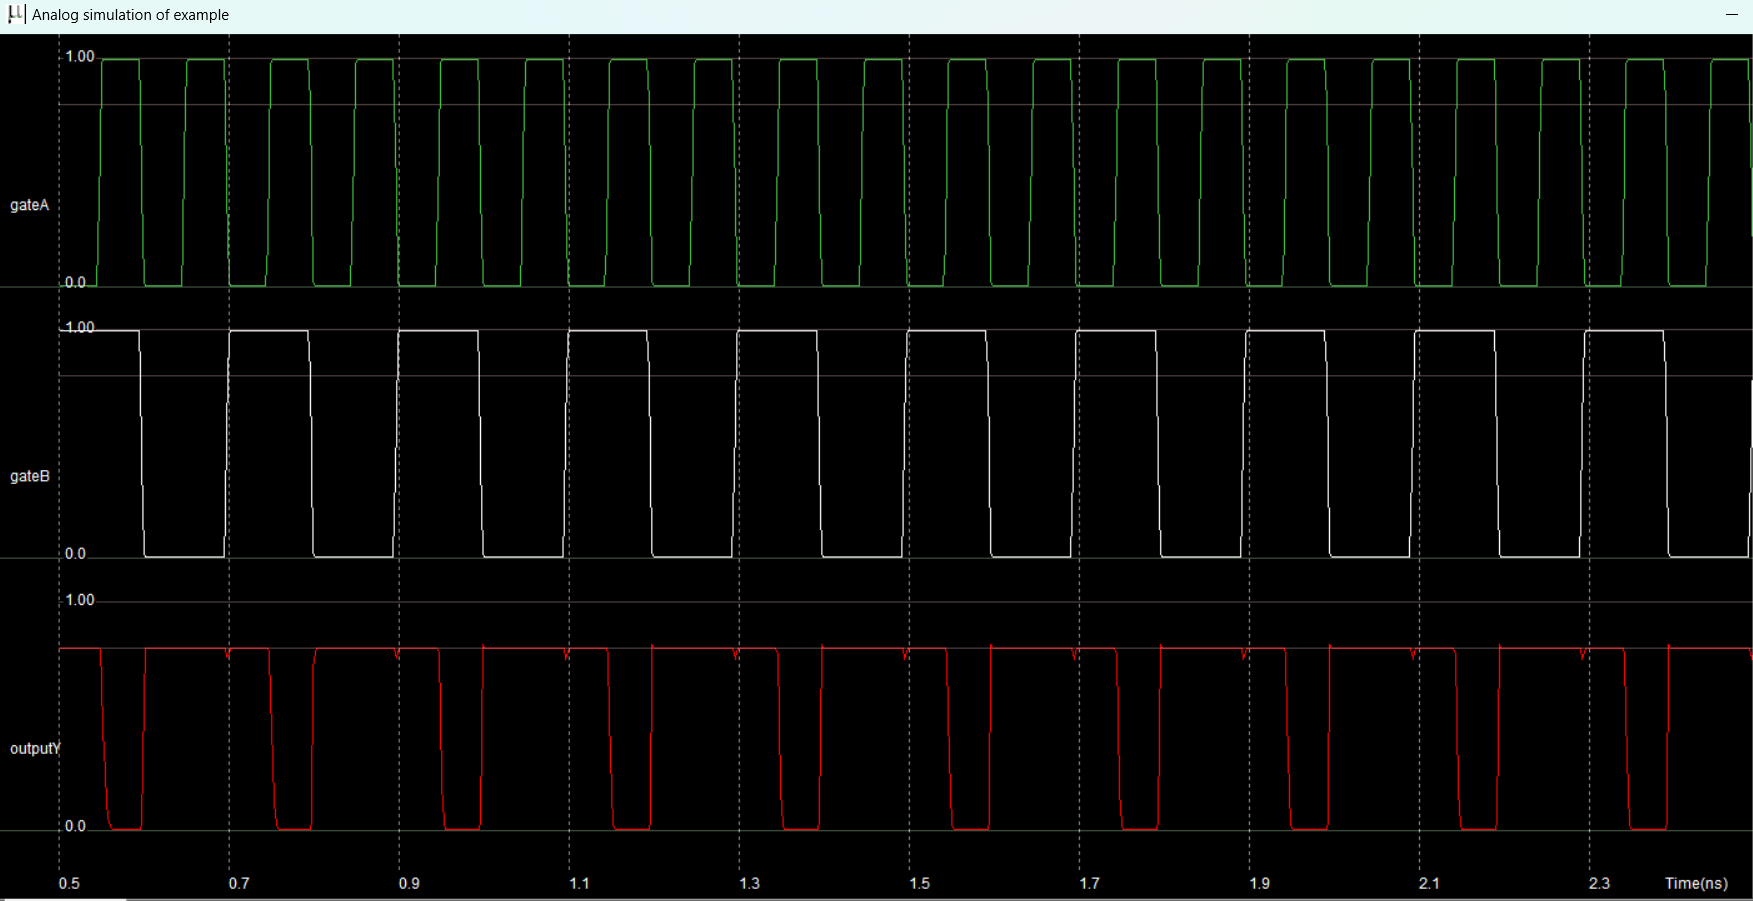 µ Analog simulation of example
1.00
gateA
0.0
1.00
gateB
0.0
1.00
outputY
0.0
0.5 0.7 0.9 1.1 1.3 1.5 1.7 1.9 2.1 2.3 Time(ns)